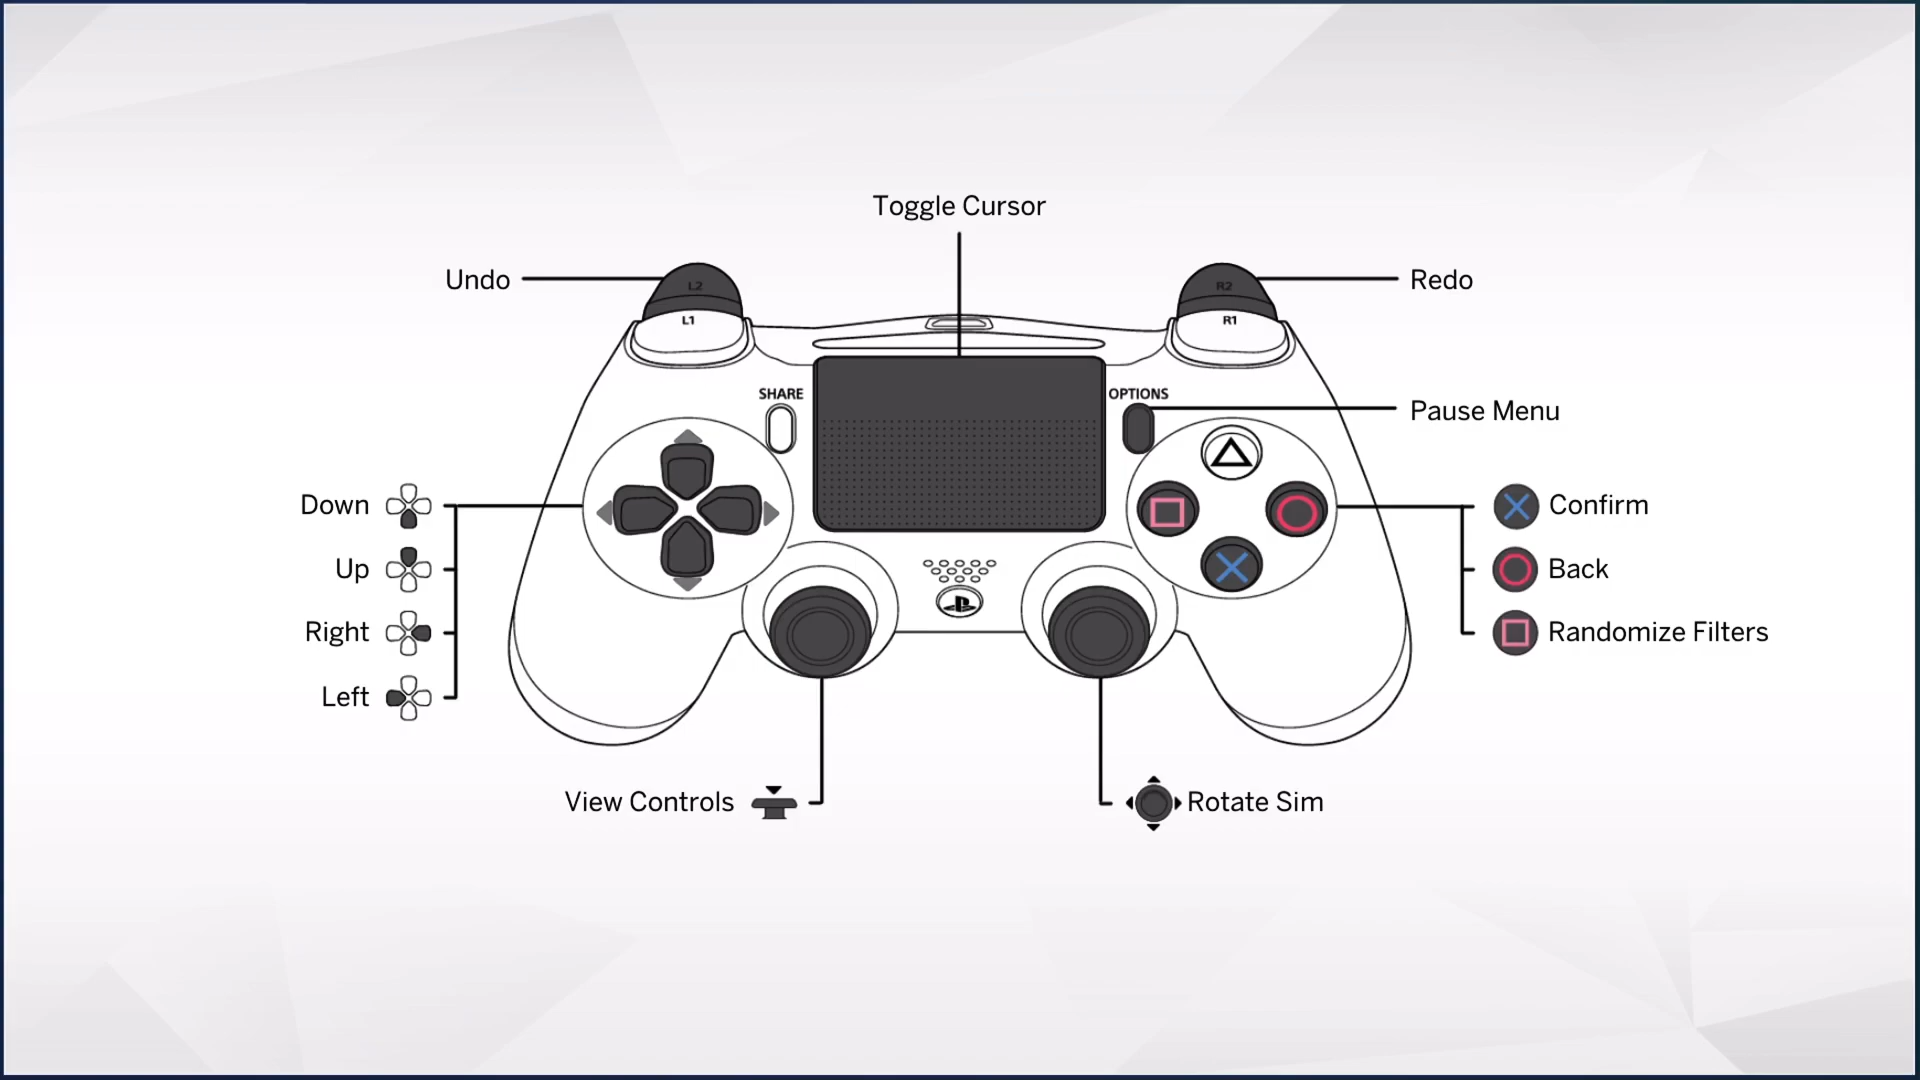 Toggle Cursor
Undo
L2
R2
Redo
L1
R1
SHARE
OPTIONS
Pause Menu
Down
Confirm
Up
Back
Right
Randomize Filters
Left
View Controls
Rotate Sim